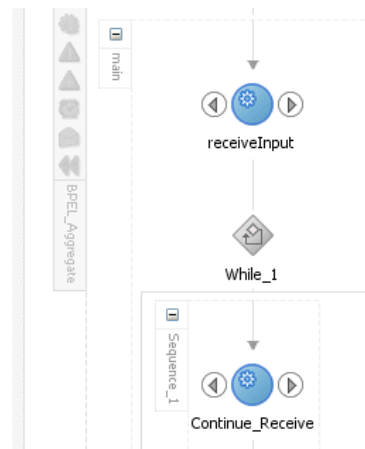 main
receiveInput
BPEL_Aggregate
While_1
Sequence_1
Continue_Receive